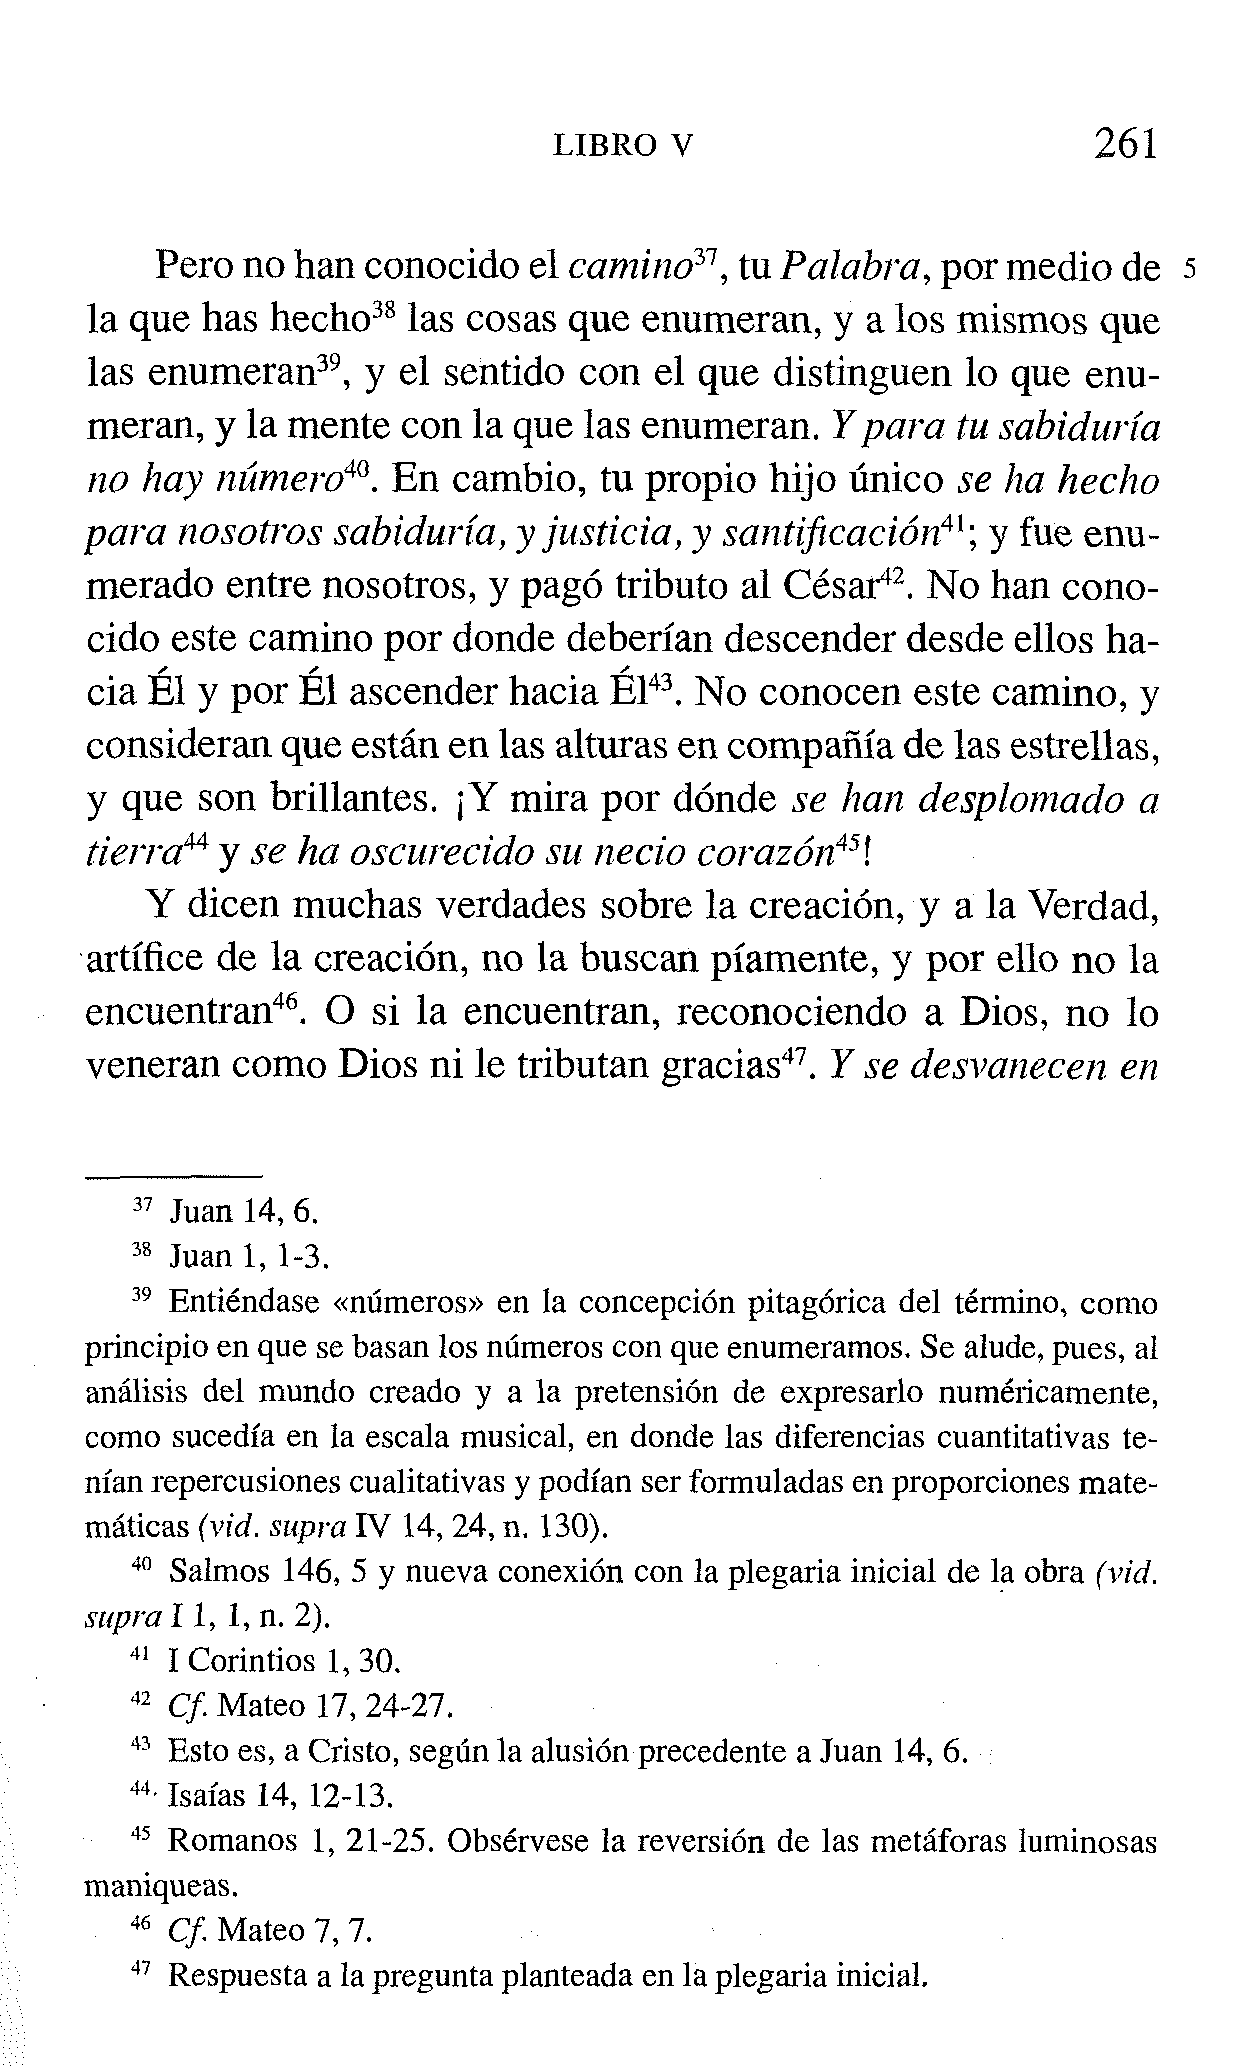 LIBRO V 261
Pero no han conocido el camino³⁷, tu Palabra, por medio de 5
la que has hecho³⁸ las cosas que enumeran, y a los mismos que
las enumeran³⁹, y el sentido con el que distinguen lo que enu-
meran, y la mente con la que las enumeran. Y para tu sabiduría
no hay número⁴⁰. En cambio, tu propio hijo único se ha hecho
para nosotros sabiduría, y justicia, y santificación⁴¹; y fue enu-
merado entre nosotros, y pagó tributo al César⁴². No han cono-
cido este camino por donde deberían descender desde ellos ha-
cia Él y por Él ascender hacia Él⁴³. No conocen este camino, y
consideran que están en las alturas en compañía de las estrellas,
y que son brillantes. ¡Y mira por dónde se han desplomado a
tierra⁴⁴ y se ha oscurecido su necio corazón⁴⁵!
Y dicen muchas verdades sobre la creación, y a la Verdad,
artífice de la creación, no la buscan píamente, y por ello no la
encuentran⁴⁶. O si la encuentran, reconociendo a Dios, no lo
veneran como Dios ni le tributan gracias⁴⁷. Y se desvanecen en
³⁷ Juan 14, 6.
³⁸ Juan 1, 1-3.
³⁹ Entiéndase «números» en la concepción pitagórica del término, como
principio en que se basan los números con que enumeramos. Se alude, pues, al
análisis del mundo creado y a la pretensión de expresarlo numéricamente,
como sucedía en la escala musical, en donde las diferencias cuantitativas te-
nían repercusiones cualitativas y podían ser formuladas en proporciones mate-
máticas (vid. supra IV 14, 24, n. 130).
⁴⁰ Salmos 146, 5 y nueva conexión con la plegaria inicial de la obra (vid.
supra I 1, 1, n. 2).
⁴¹ I Corintios 1, 30.
⁴² Cf. Mateo 17, 24-27.
⁴³ Esto es, a Cristo, según la alusión precedente a Juan 14, 6.
⁴⁴ Isaías 14, 12-13.
⁴⁵ Romanos 1, 21-25. Obsérvese la reversión de las metáforas luminosas
maniqueas.
⁴⁶ Cf. Mateo 7, 7.
⁴⁷ Respuesta a la pregunta planteada en la plegaria inicial.